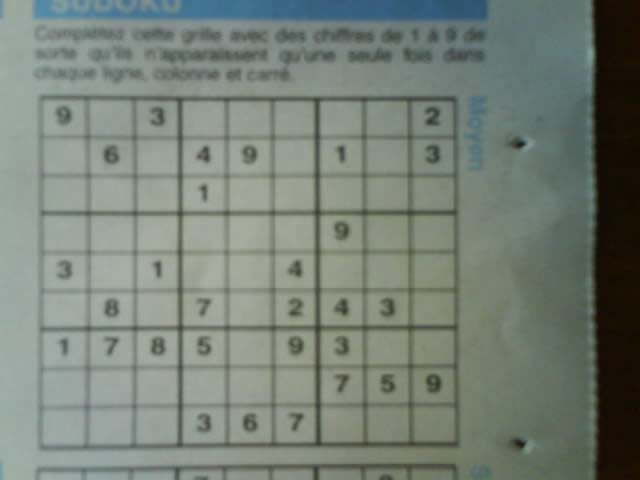 SUDOKU
Complétez cette grille avec des chiffres de 1 à 9 de
sorte qu'ils n'apparaissent qu'une seule fois dans
chaque ligne, colonne et carré.
Moyen
9 3 2
6 4 9 1 3
1
9
3 1 4
8 7 2 4 3
1 7 8 5 9 3
7 5 9
3 6 7